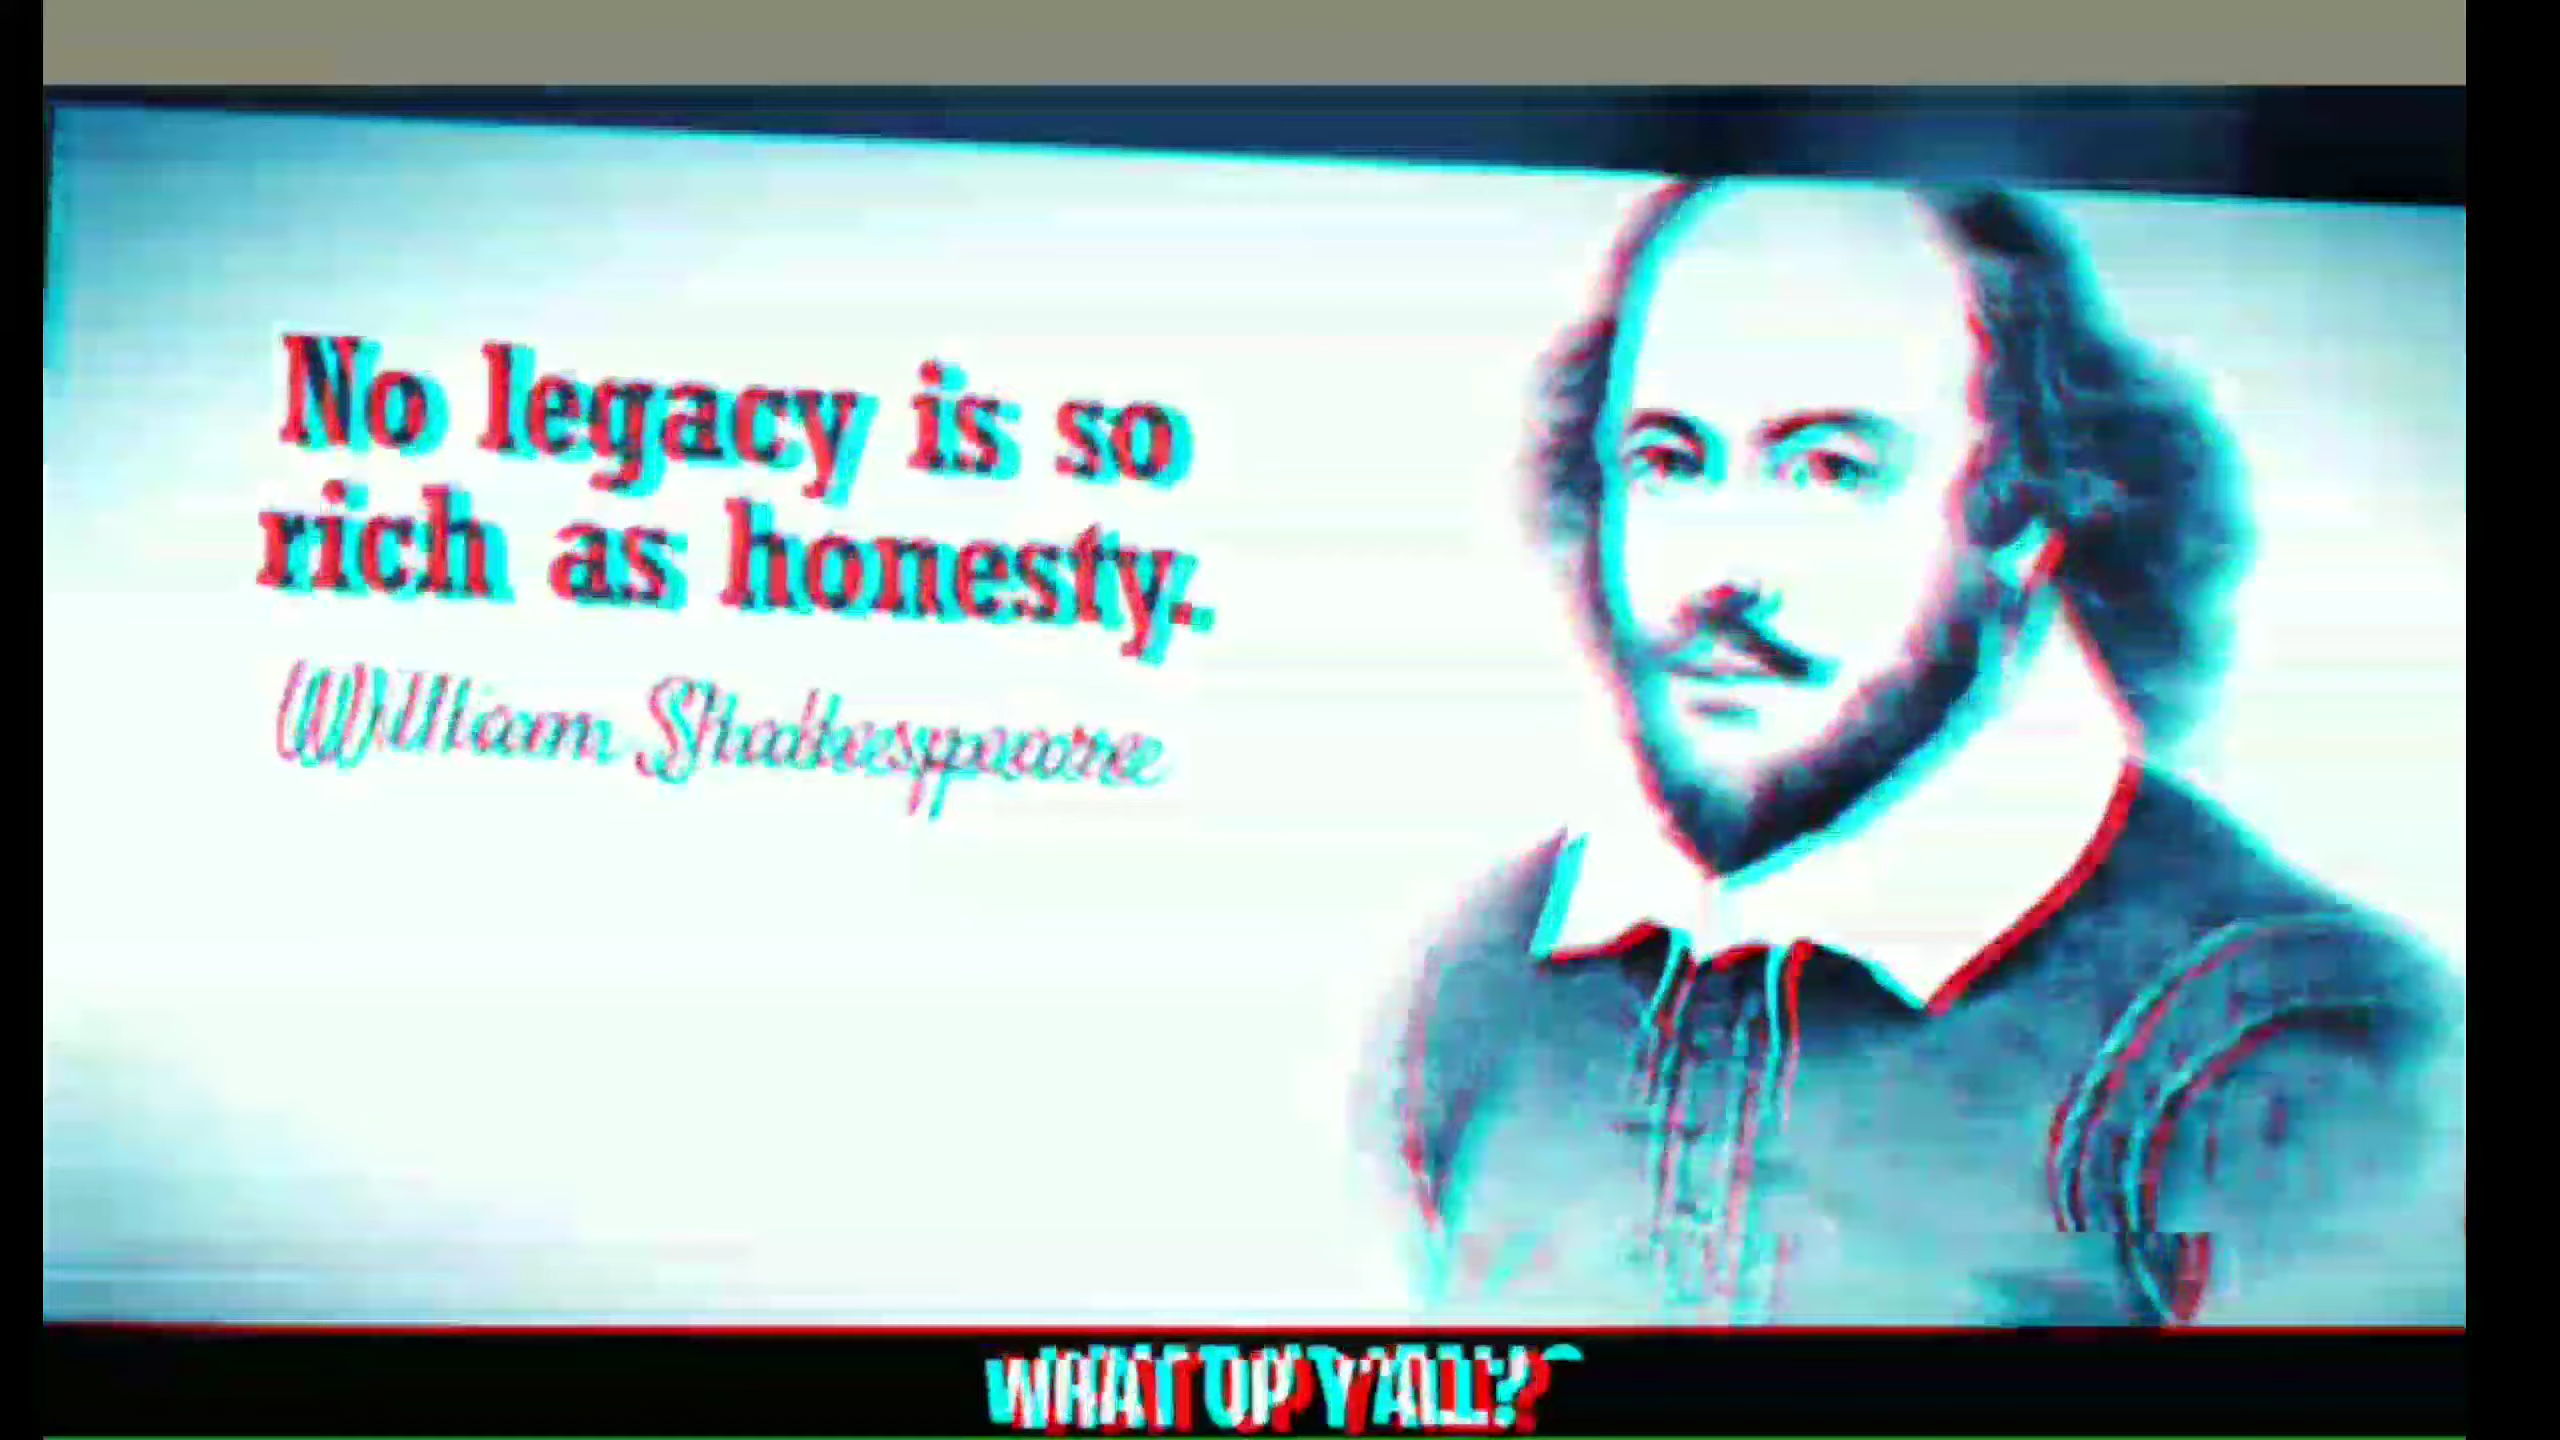 No legacy is so
rich as honesty.
William Shakespeare
WHAT UP Y'ALL?